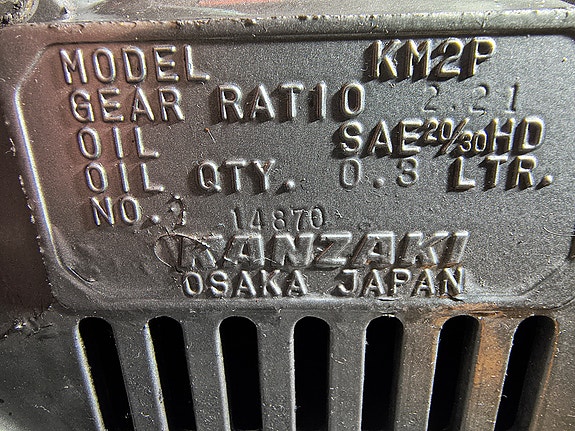 MODEL KM2P
GEAR RATIO 2.21
OIL SAE20/30HD
OIL QTY. 0.3 LTR.
NO. 14870
KANZAKI
OSAKA JAPAN